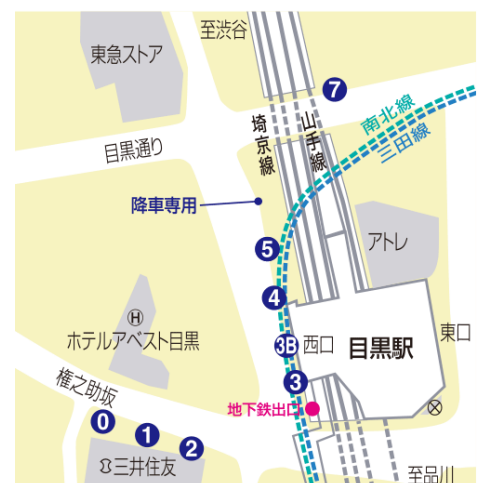 至渋谷
東急ストア
7
南北線
三田線
埼京線
山手線
目黒通り
降車専用
5
アトレ
4
H
ホテルアベスト目黒
3B
西口
目黒駅
東口
3
権之助坂
地下鉄出口
0
1
2
三井住友
至品川